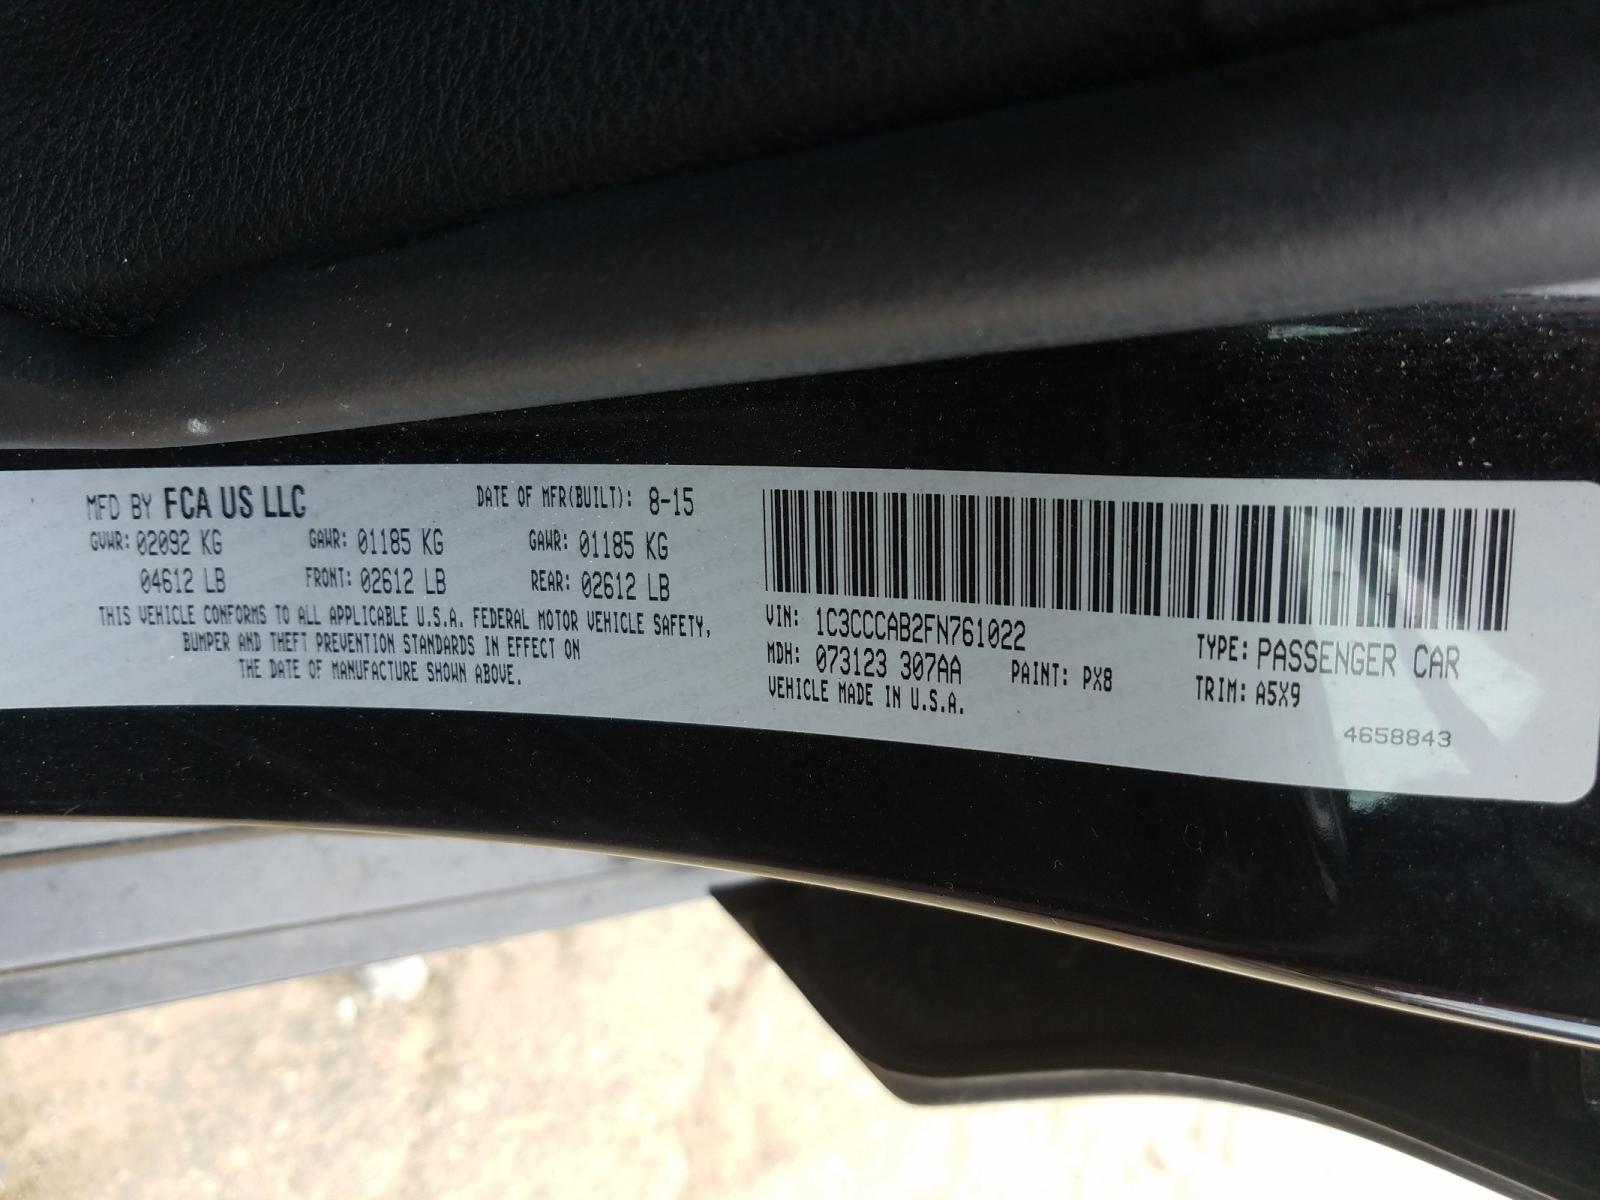 MFD BY FCA US LLC DATE OF MFR(BUILT): 8-15
GVWR: 02092 KG GAWR: 01185 KG GAWR: 01185 KG
04612 LB FRONT: 02612 LB REAR: 02612 LB
THIS VEHICLE CONFORMS TO ALL APPLICABLE U.S.A. FEDERAL MOTOR VEHICLE SAFETY,
BUMPER AND THEFT PREVENTION STANDARDS IN EFFECT ON
THE DATE OF MANUFACTURE SHOWN ABOVE.
VIN: 1C3CCCAB2FN761022 TYPE: PASSENGER CAR
MDH: 073123 307AA PAINT: PX8 TRIM: A5X9
VEHICLE MADE IN U.S.A.
4658843